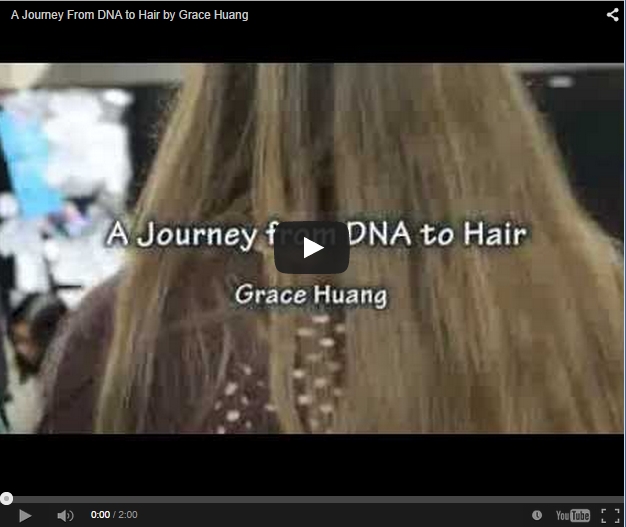 A Journey From DNA to Hair by Grace Huang
A Journey from DNA to Hair
Grace Huang
0:00 / 2:00
YouTube